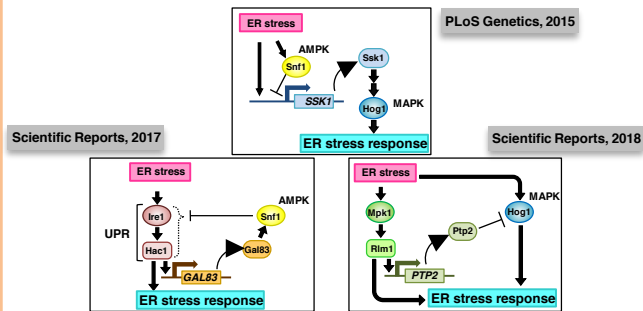 PLoS Genetics, 2015
ER stress
AMPK
Snf1
Ssk1
SSK1
MAPK
Hog1
ER stress response
Scientific Reports, 2017
ER stress
Ire1
UPR
Hac1
AMPK
Snf1
Gal83
GAL83
ER stress response
Scientific Reports, 2018
ER stress
MAPK
Mpk1
Hog1
Ptp2
Rlm1
PTP2
ER stress response